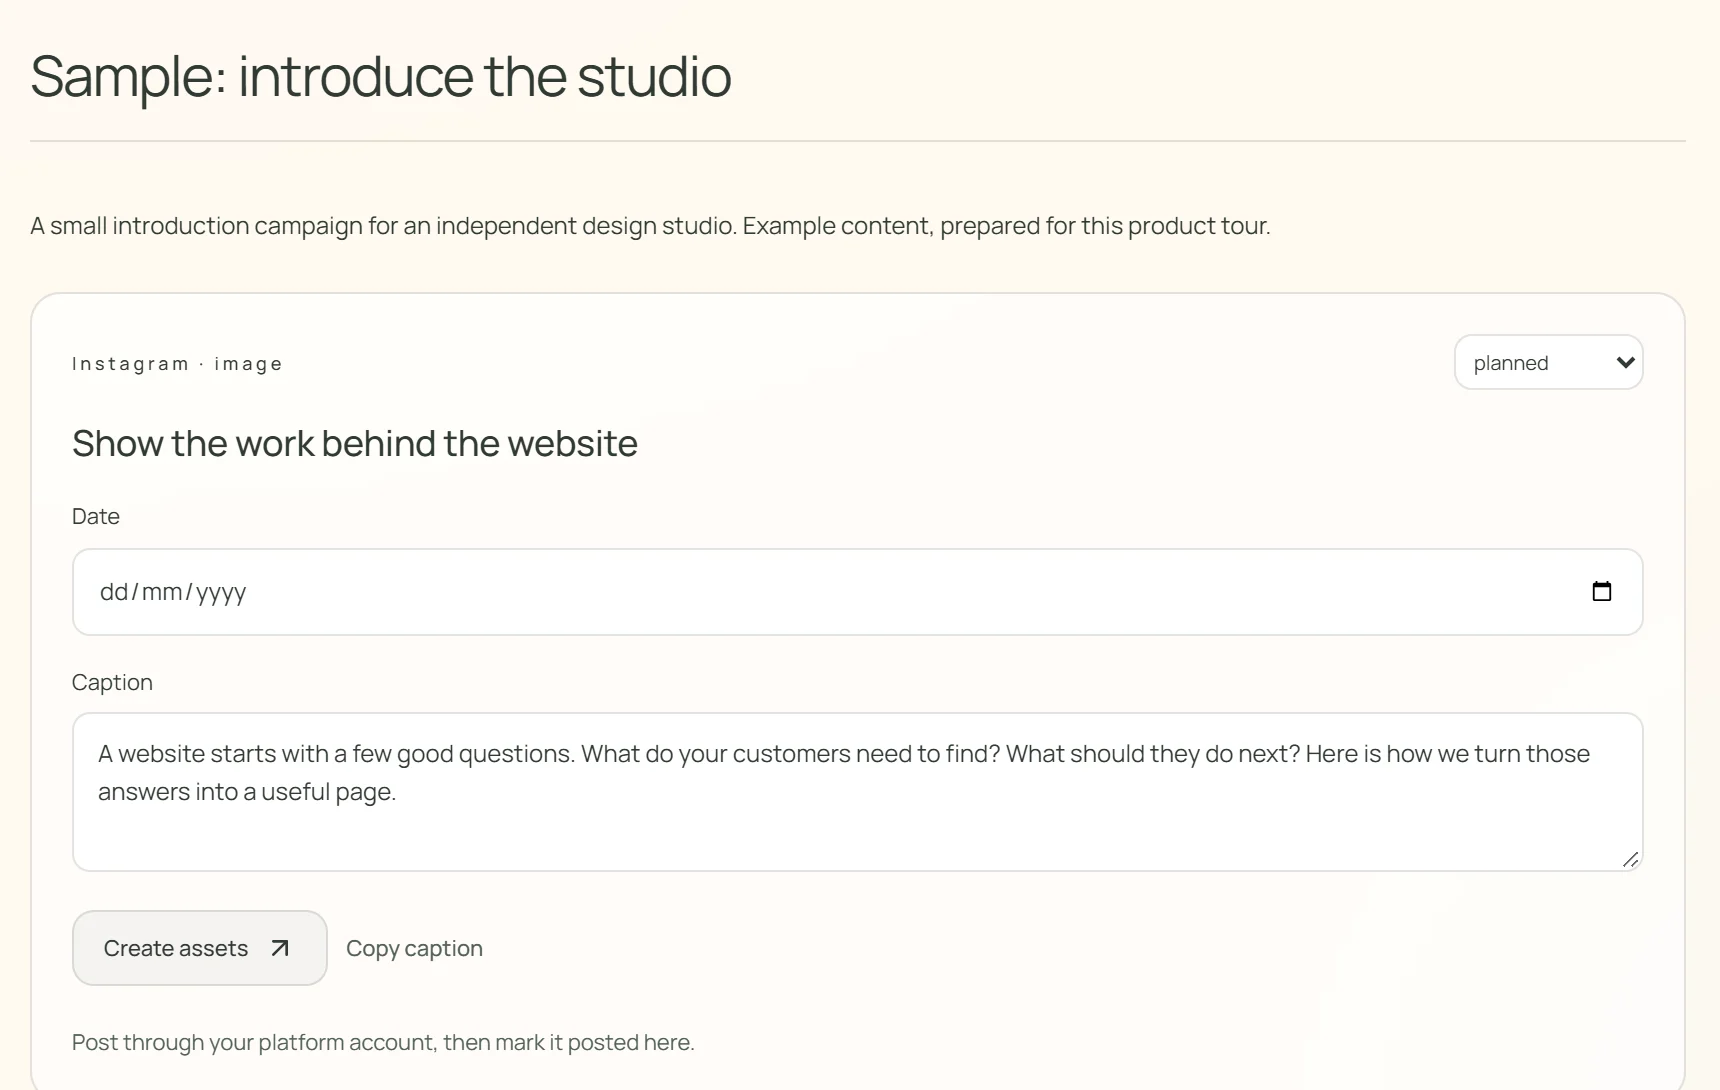 Sample: introduce the studio
A small introduction campaign for an independent design studio. Example content, prepared for this product tour.
Instagram · image
planned
Show the work behind the website
Date
dd/mm/yyyy
Caption
A website starts with a few good questions. What do your customers need to find? What should they do next? Here is how we turn those
answers into a useful page.
Create assets
Copy caption
Post through your platform account, then mark it posted here.